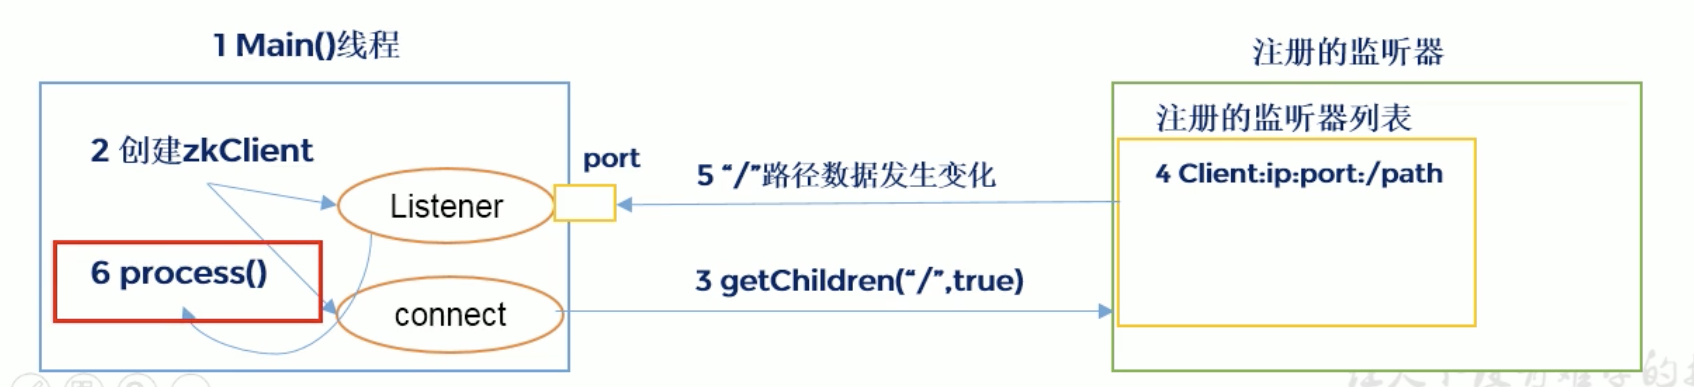 1 Main()线程
注册的监听器
2 创建zkClient
port
Listener
5 “/”路径数据发生变化
注册的监听器列表
4 Client:ip:port:/path
6 process()
connect
3 getChildren(“/”,true)